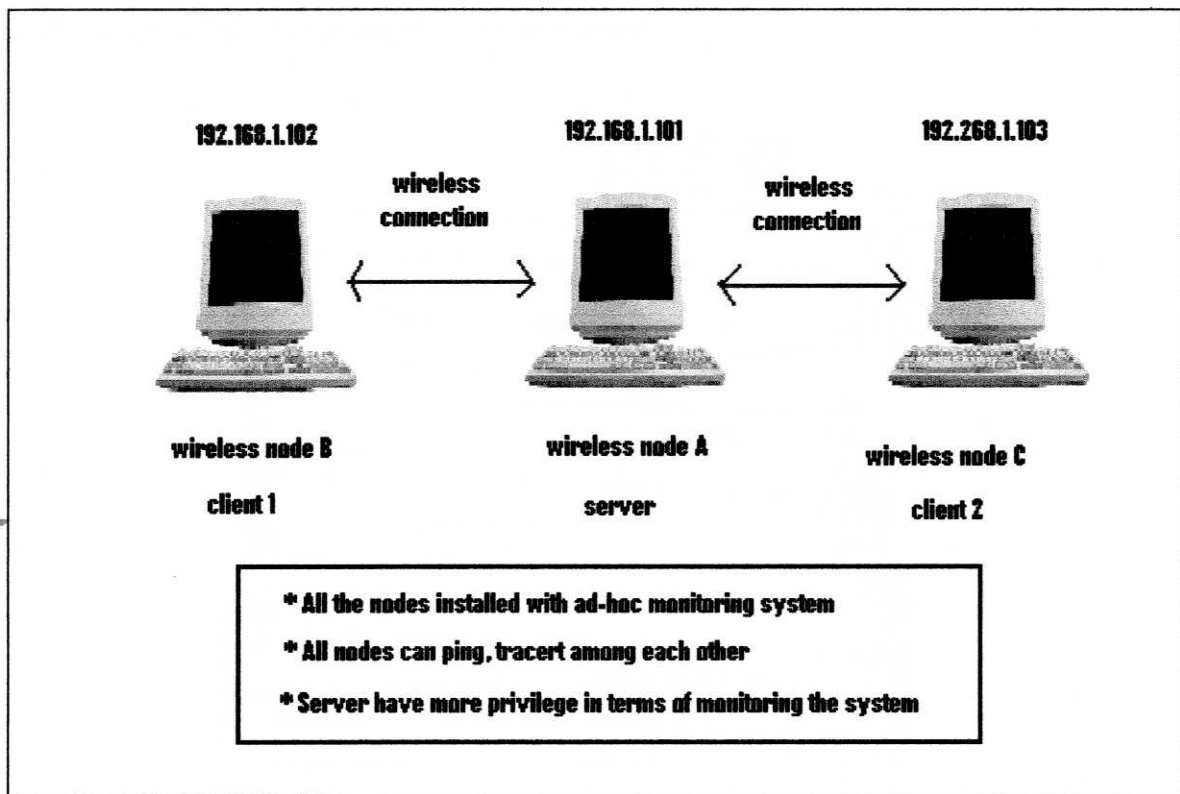 192.168.1.102
192.168.1.101
192.268.1.103
wireless
connection
wireless
connection
wireless node B
wireless node A
wireless node C
client 1
server
client 2
* All the nodes installed with ad-hoc monitoring system
* All nodes can ping, tracert among each other
* Server have more privilege in terms of monitoring the system